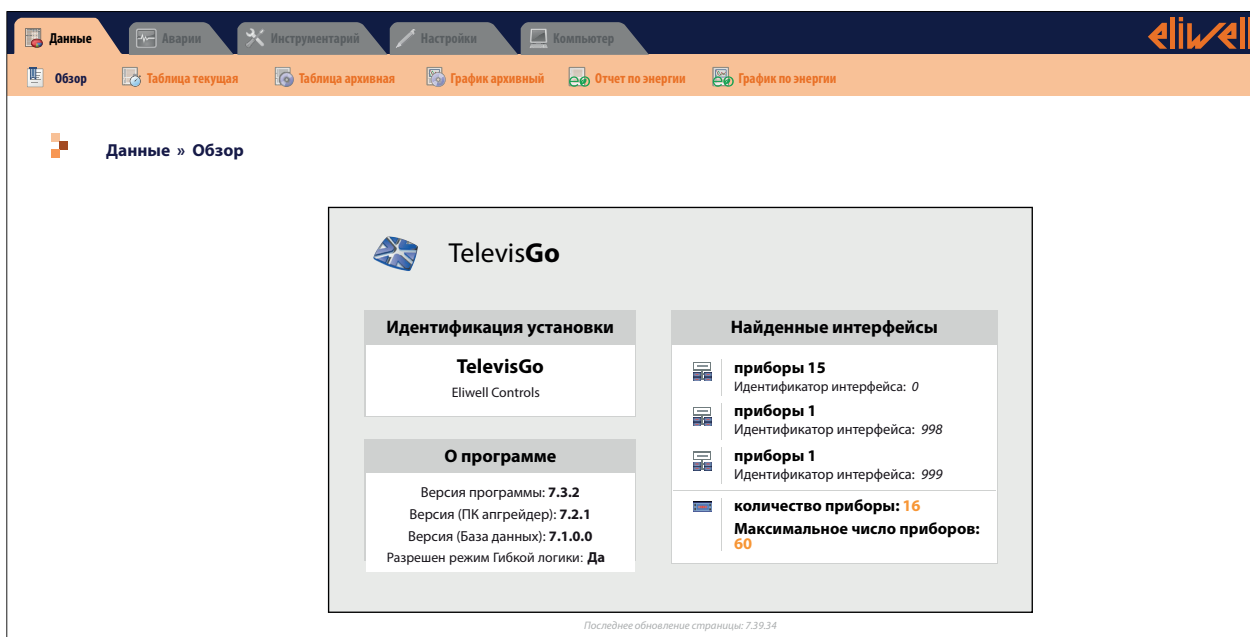 Данные
Аварии
Инструментарий
Настройки
Компьютер
eliwell
Обзор
Таблица текущая
Таблица архивная
График архивный
Отчет по энергии
График по энергии
Данные » Обзор
TelevisGo
Идентификация установки
TelevisGo
Eliwell Controls
О программе
Версия программы: 7.3.2
Версия (ПК апгрейдер): 7.2.1
Версия (База данных): 7.1.0.0
Разрешен режим Гибкой логики: Да
Найденные интерфейсы
приборы 15
Идентификатор интерфейса: 0
приборы 1
Идентификатор интерфейса: 998
приборы 1
Идентификатор интерфейса: 999
количество приборы: 16
Максимальное число приборов:
60
Последнее обновление страницы: 7.39.34